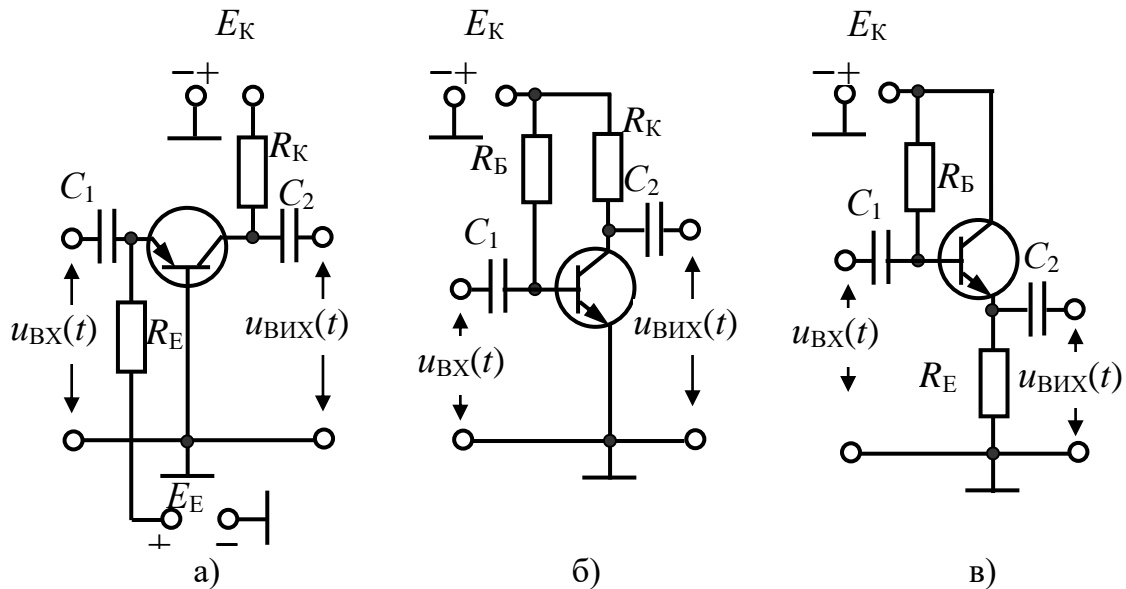 E_К
− +
R_К
C_1
C_2
u_ВХ(t)
R_Е
u_ВИХ(t)
E_Е
+ −
а)
E_К
− +
R_К
R_Б
C_2
C_1
u_ВХ(t)
u_ВИХ(t)
б)
E_К
− +
R_Б
C_1
C_2
u_ВХ(t)
R_Е
u_ВИХ(t)
в)